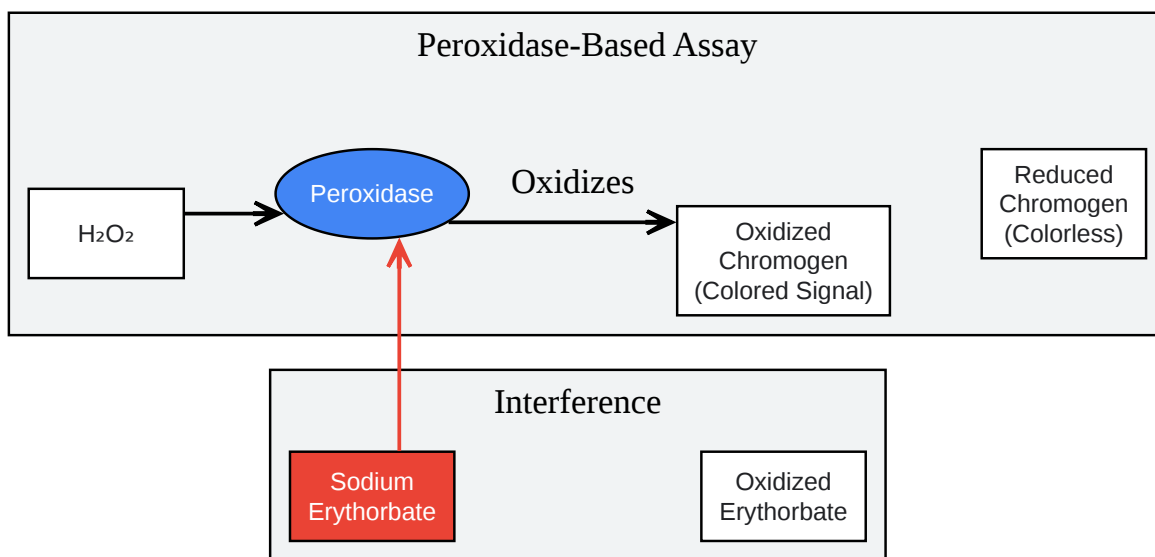 Peroxidase-Based Assay
H₂O₂
Peroxidase
Oxidizes
Oxidized
Chromogen
(Colored Signal)
Reduced
Chromogen
(Colorless)
Interference
Sodium
Erythorbate
Oxidized
Erythorbate